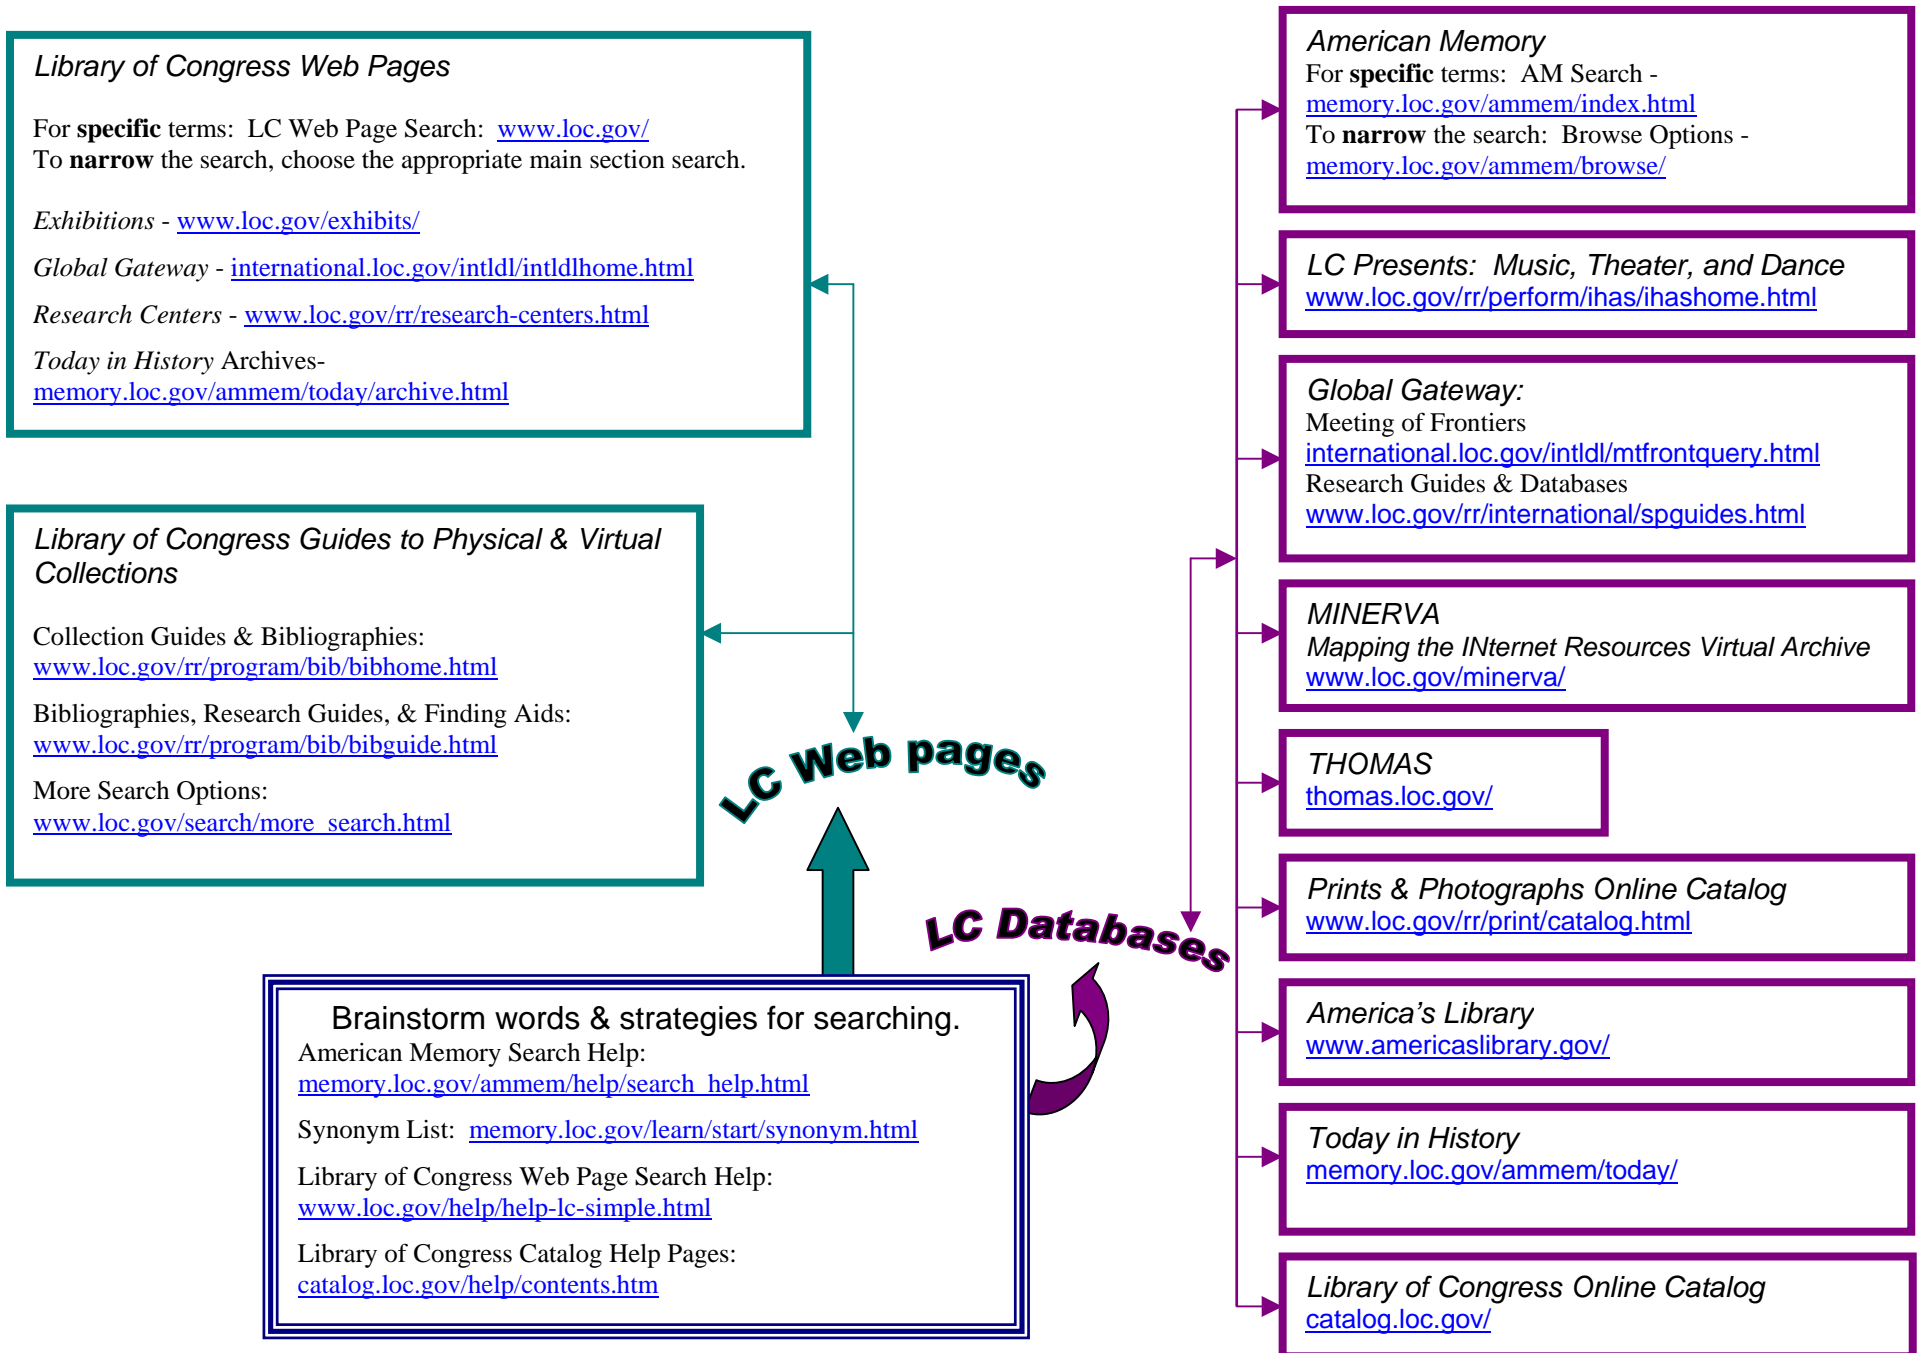 Library of Congress Web Pages
For specific terms:  LC Web Page Search:  www.loc.gov/
To narrow the search, choose the appropriate main section search.
Exhibitions - www.loc.gov/exhibits/
Global Gateway - international.loc.gov/intldl/intldlhome.html
Research Centers - www.loc.gov/rr/research-centers.html
Today in History Archives-
memory.loc.gov/ammem/today/archive.html
Library of Congress Guides to Physical & Virtual
Collections
Collection Guides & Bibliographies:
www.loc.gov/rr/program/bib/bibhome.html
Bibliographies, Research Guides, & Finding Aids:
www.loc.gov/rr/program/bib/bibguide.html
More Search Options:
www.loc.gov/search/more_search.html
LC Web pages
LC Databases
Brainstorm words & strategies for searching.
American Memory Search Help:
memory.loc.gov/ammem/help/search_help.html
Synonym List:  memory.loc.gov/learn/start/synonym.html
Library of Congress Web Page Search Help:
www.loc.gov/help/help-lc-simple.html
Library of Congress Catalog Help Pages:
catalog.loc.gov/help/contents.htm
American Memory
For specific terms:  AM Search -
memory.loc.gov/ammem/index.html
To narrow the search:  Browse Options -
memory.loc.gov/ammem/browse/
LC Presents:  Music, Theater, and Dance
www.loc.gov/rr/perform/ihas/ihashome.html
Global Gateway:
Meeting of Frontiers
international.loc.gov/intldl/mtfrontquery.html
Research Guides & Databases
www.loc.gov/rr/international/spguides.html
MINERVA
Mapping the INternet Resources Virtual Archive
www.loc.gov/minerva/
THOMAS
thomas.loc.gov/
Prints & Photographs Online Catalog
www.loc.gov/rr/print/catalog.html
America's Library
www.americaslibrary.gov/
Today in History
memory.loc.gov/ammem/today/
Library of Congress Online Catalog
catalog.loc.gov/